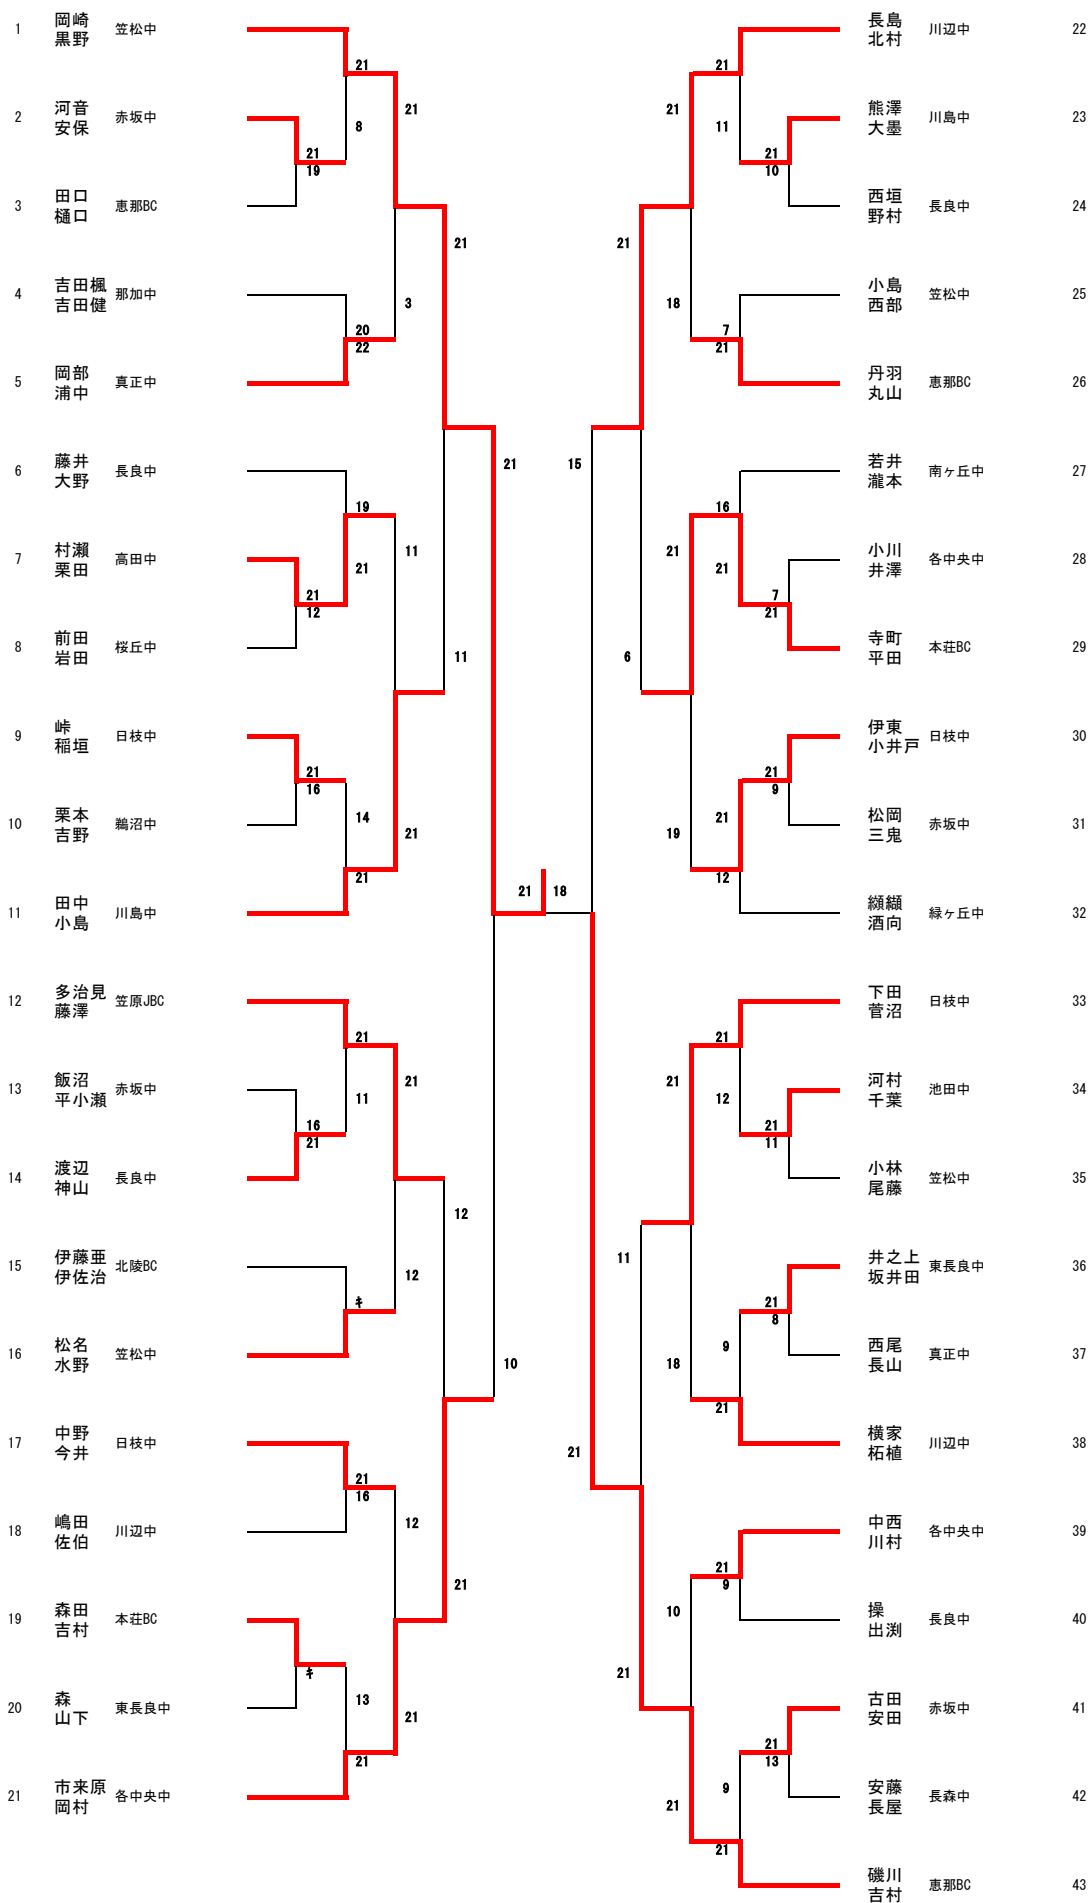 1 岡崎 黒野 笠松中
21
21
2 河音 安保 赤坂中
8
21
19
3 田口 樋口 恵那BC
21
4 吉田楓 吉田健 那加中
3
20
22
5 岡部 浦中 真正中
21
6 藤井 大野 長良中
19
11
7 村瀬 栗田 高田中
21
21
12
8 前田 岩田 桜丘中
11
9 峠 稲垣 日枝中
21
16
10 栗本 吉野 鵜沼中
14
21
21
11 田中 小島 川島中
21
18
12 多治見 藤澤 笠原JBC
21
21
13 飯沼 平小瀬 赤坂中
11
16
21
14 渡辺 神山 長良中
12
15 伊藤亜 伊佐治 北陵BC
12
キ
16 松名 水野 笠松中
10
17 中野 今井 日枝中
21
16
18 嶋田 佐伯 川辺中
12
21
19 森田 吉村 本荘BC
キ
20 森 山下 東長良中
13
21
21
21 市来原 岡村 各中央中
長島 北村 川辺中 22
21
21
熊澤 大墨 川島中 23
11
21
10
西垣 野村 長良中 24
21
小島 西部 笠松中 25
18
7
21
丹羽 丸山 恵那BC 26
15
若井 瀧本 南ヶ丘中 27
16
21
小川 井澤 各中央中 28
21
7
21
寺町 平田 本荘BC 29
6
伊東 小井戸 日枝中 30
21
9
松岡 三鬼 赤坂中 31
21
19
12
纐纈 酒向 緑ヶ丘中 32
下田 菅沼 日枝中 33
21
21
河村 千葉 池田中 34
12
21
11
小林 尾藤 笠松中 35
11
井之上 坂井田 東長良中 36
21
8
西尾 長山 真正中 37
9
18
21
横家 柘植 川辺中 38
21
中西 川村 各中央中 39
21
9
操 出渕 長良中 40
10
21
古田 安田 赤坂中 41
21
13
安藤 長屋 長森中 42
9
21
21
磯川 吉村 恵那BC 43